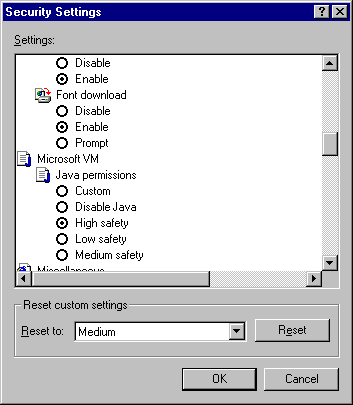 Security Settings
Settings:
Disable
Enable
Font download
Disable
Enable
Prompt
Microsoft VM
Java permissions
Custom
Disable Java
High safety
Low safety
Medium safety
Miscellaneous
Reset custom settings
Reset to: Medium Reset
OK Cancel